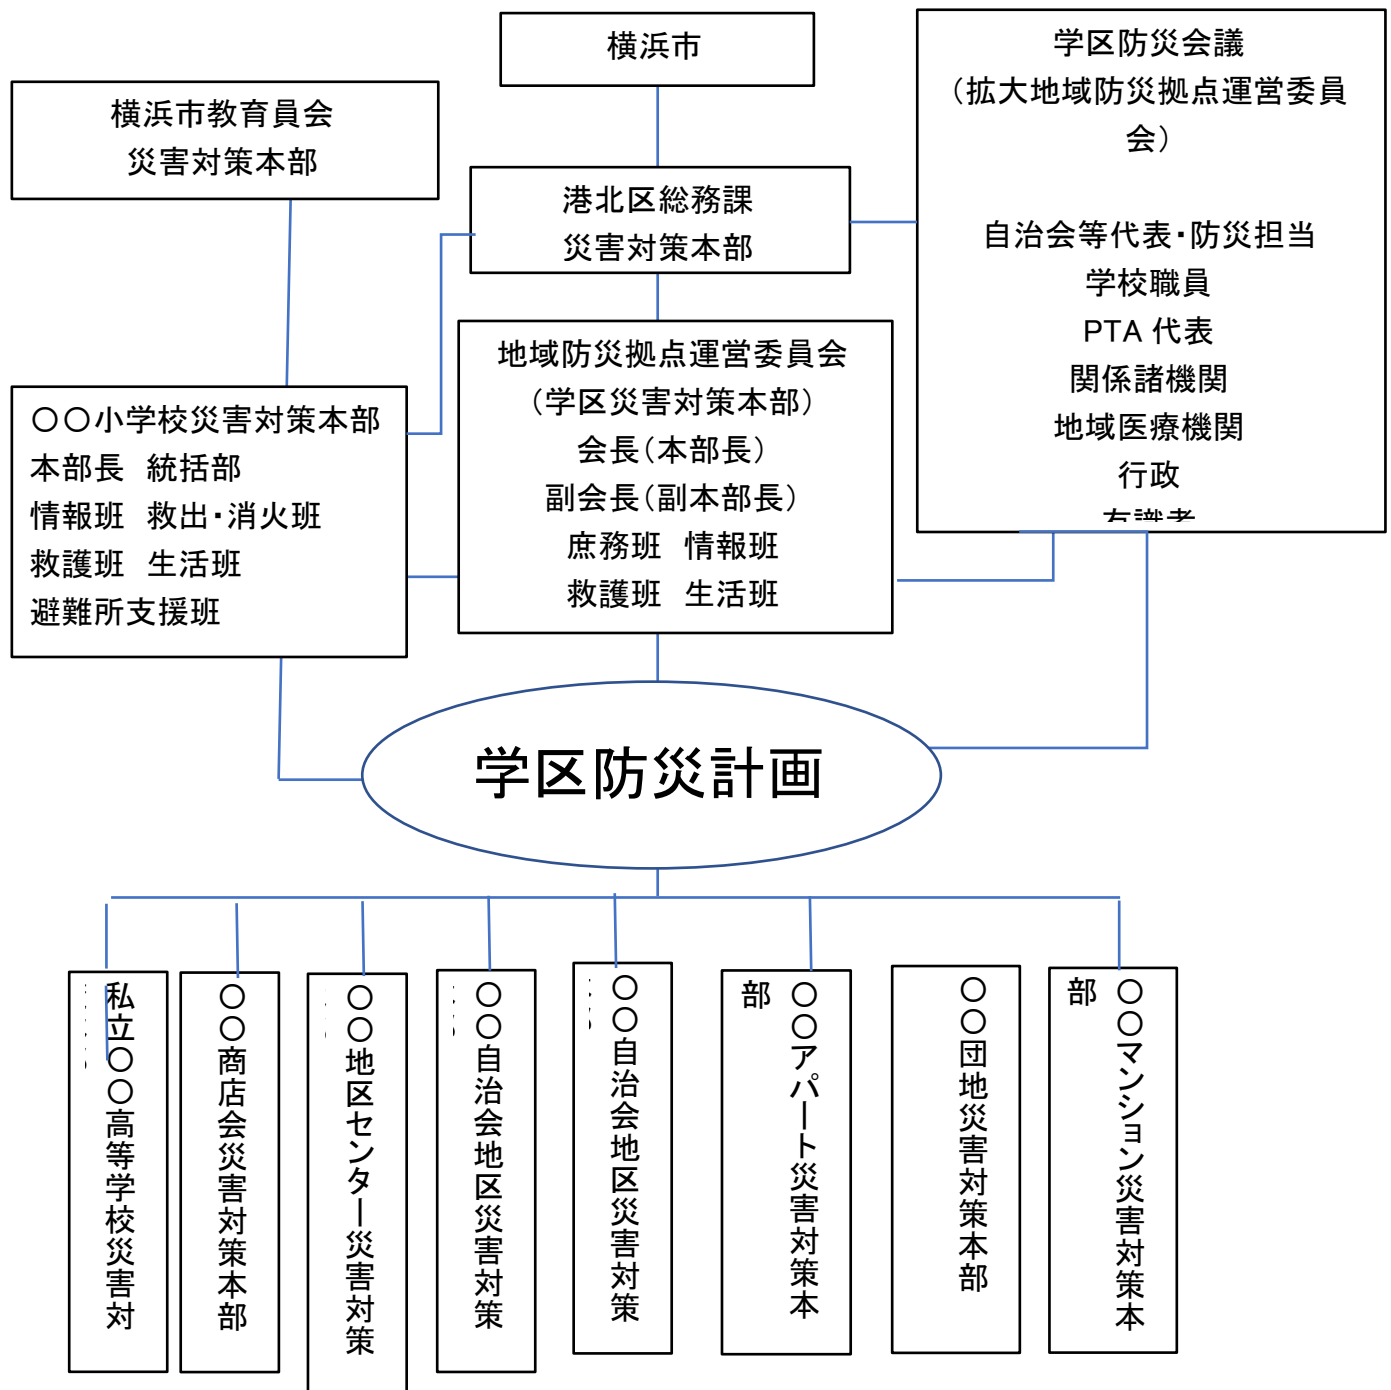 横浜市
学区防災会議
（拡大地域防災拠点運営委員
会）
自治会等代表・防災担当
学校職員
PTA 代表
関係諸機関
地域医療機関
行政
有識者
横浜市教育員会
災害対策本部
港北区総務課
災害対策本部
〇〇小学校災害対策本部
本部長　統括部
情報班　救出・消火班
救護班　生活班
避難所支援班
地域防災拠点運営委員会
（学区災害対策本部）
会長（本部長）
副会長（副本部長）
庶務班　情報班
救護班　生活班
学区防災計画
私立〇〇高等学校災害対
〇〇商店会災害対策本部
〇〇地区センター災害対策
〇〇自治会地区災害対策
〇〇自治会地区災害対策
〇〇アパート災害対策本
部
〇〇団地災害対策本部
〇〇マンション災害対策本
部